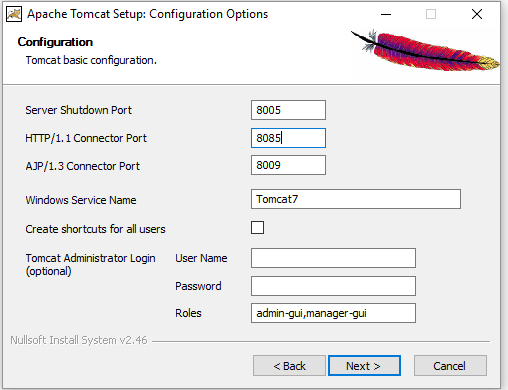 Apache Tomcat Setup: Configuration Options
Configuration
Tomcat basic configuration.
Server Shutdown Port 8005
HTTP/1.1 Connector Port 8085
AJP/1.3 Connector Port 8009
Windows Service Name Tomcat7
Create shortcuts for all users
Tomcat Administrator Login User Name
(optional)
Password
Roles admin-gui,manager-gui
Nullsoft Install System v2.46
< Back Next > Cancel